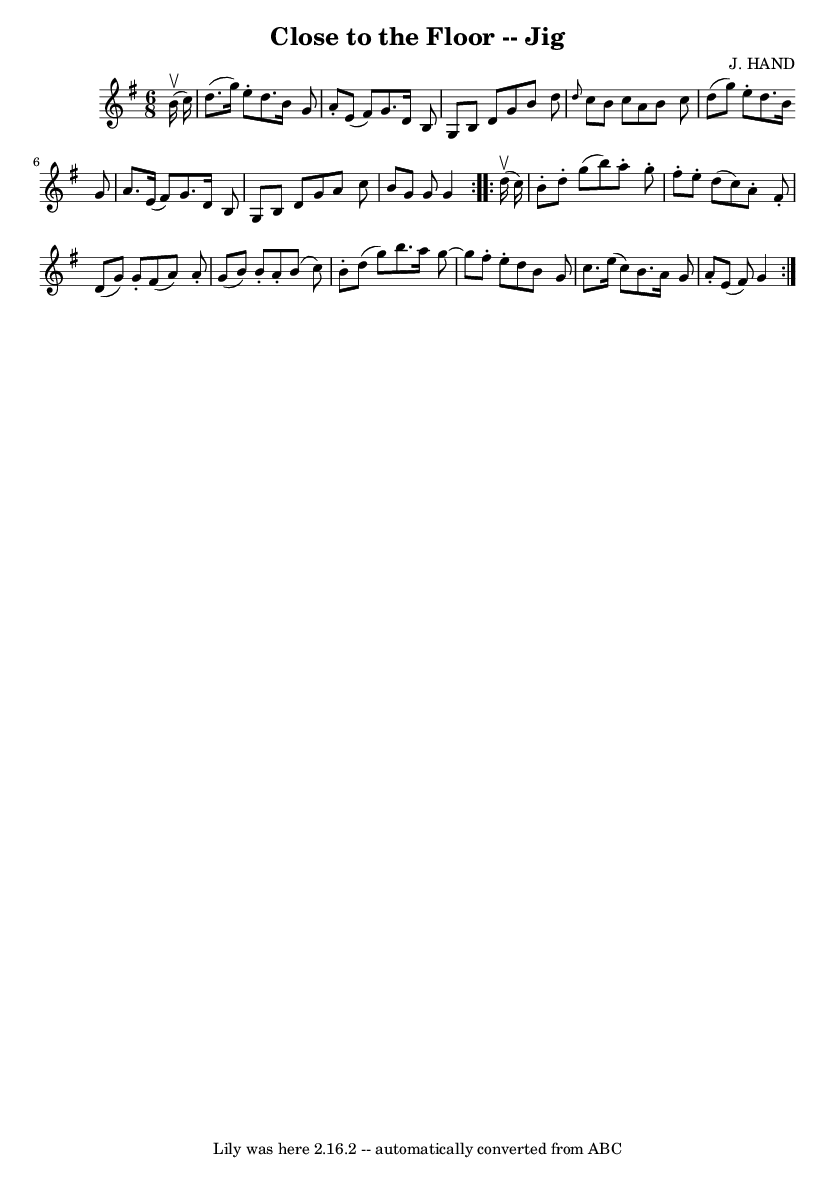 Close to the Floor -- Jig
J. HAND
6
8
6
Lily was here 2.16.2 -- automatically converted from ABC